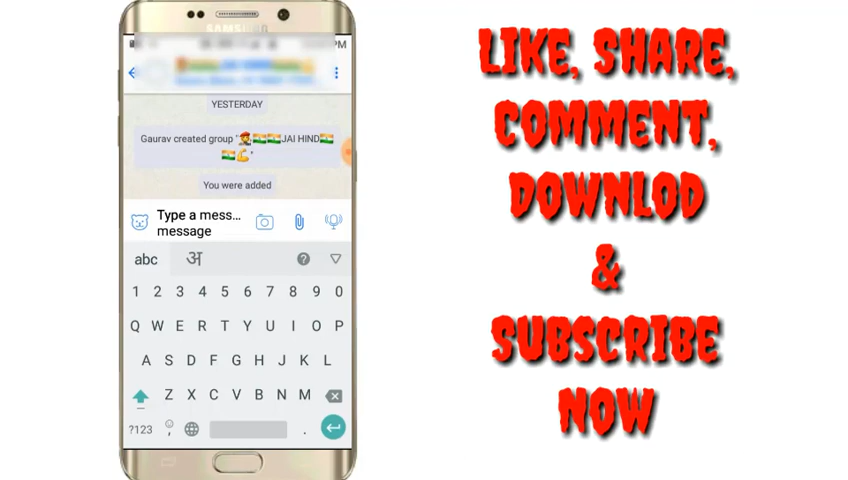 SAMSUNG
PM
YESTERDAY
Gaurav created group "🇮🇳🇮🇳JAI HIND🇮🇳
🇮🇳💪"
You were added
Type a mess...
message
abc अ ?
1 2 3 4 5 6 7 8 9 0
Q W E R T Y U I O P
A S D F G H J K L
Z X C V B N M
?123 , .
LIKE, SHARE,
COMMENT,
DOWNLOD
&
SUBSCRIBE
NOW